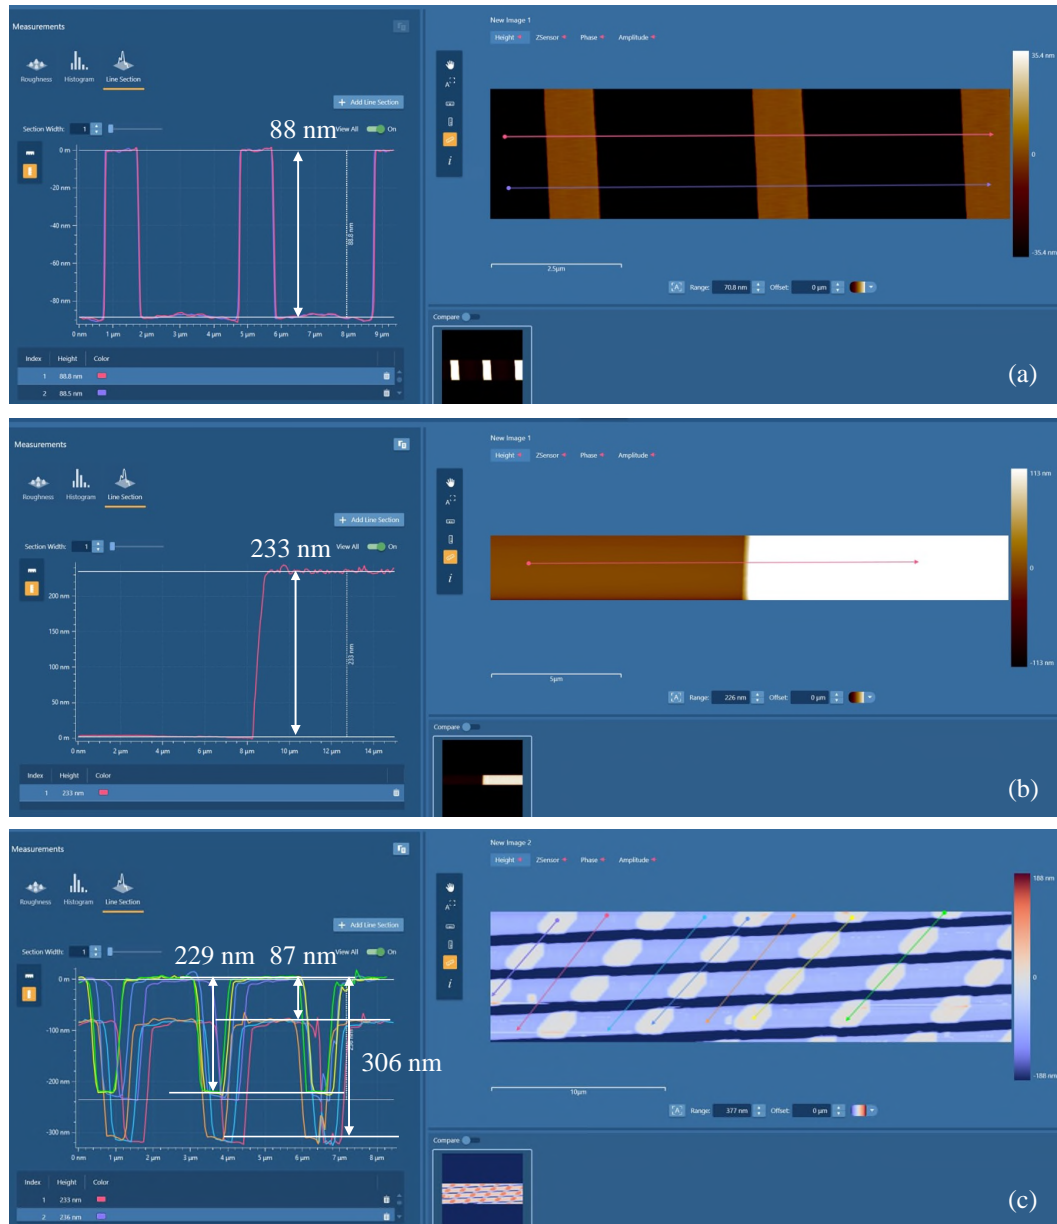 Measurements
Roughness Histogram Line Section
+ Add Line Section
Section Width: 1 View All On
88 nm
0 m
-20 nm
-40 nm
-60 nm
-80 nm
88.8 nm
0 nm 1 µm 2 µm 3 µm 4 µm 5 µm 6 µm 7 µm 8 µm 9 µm
Index Height Color
1 88.8 nm
2 88.5 nm
New Image 1
Height ZSensor Phase Amplitude
A
i
35.4 nm
0
-35.4 nm
2.5µm
[A] Range: 70.8 nm Offset: 0 µm
Compare
(a)
Measurements
Roughness Histogram Line Section
+ Add Line Section
Section Width: 1 View All On
233 nm
200 nm
150 nm
100 nm
50 nm
0 m
233 nm
0 nm 2 µm 4 µm 6 µm 8 µm 10 µm 12 µm 14 µm
Index Height Color
1 233 nm
New Image 1
Height ZSensor Phase Amplitude
A
i
113 nm
0
-113 nm
5µm
[A] Range: 226 nm Offset: 0 µm
Compare
(b)
Measurements
Roughness Histogram Line Section
+ Add Line Section
Section Width: 1 View All On
229 nm 87 nm
306 nm
0 m
-100 nm
-200 nm
-300 nm
0 nm 1 µm 2 µm 3 µm 4 µm 5 µm 6 µm 7 µm 8 µm
Index Height Color
1 233 nm
2 236 nm
New Image 2
Height ZSensor Phase Amplitude
A
i
188 nm
0
-188 nm
10µm
[A] Range: 377 nm Offset: 0 µm
Compare
(c)